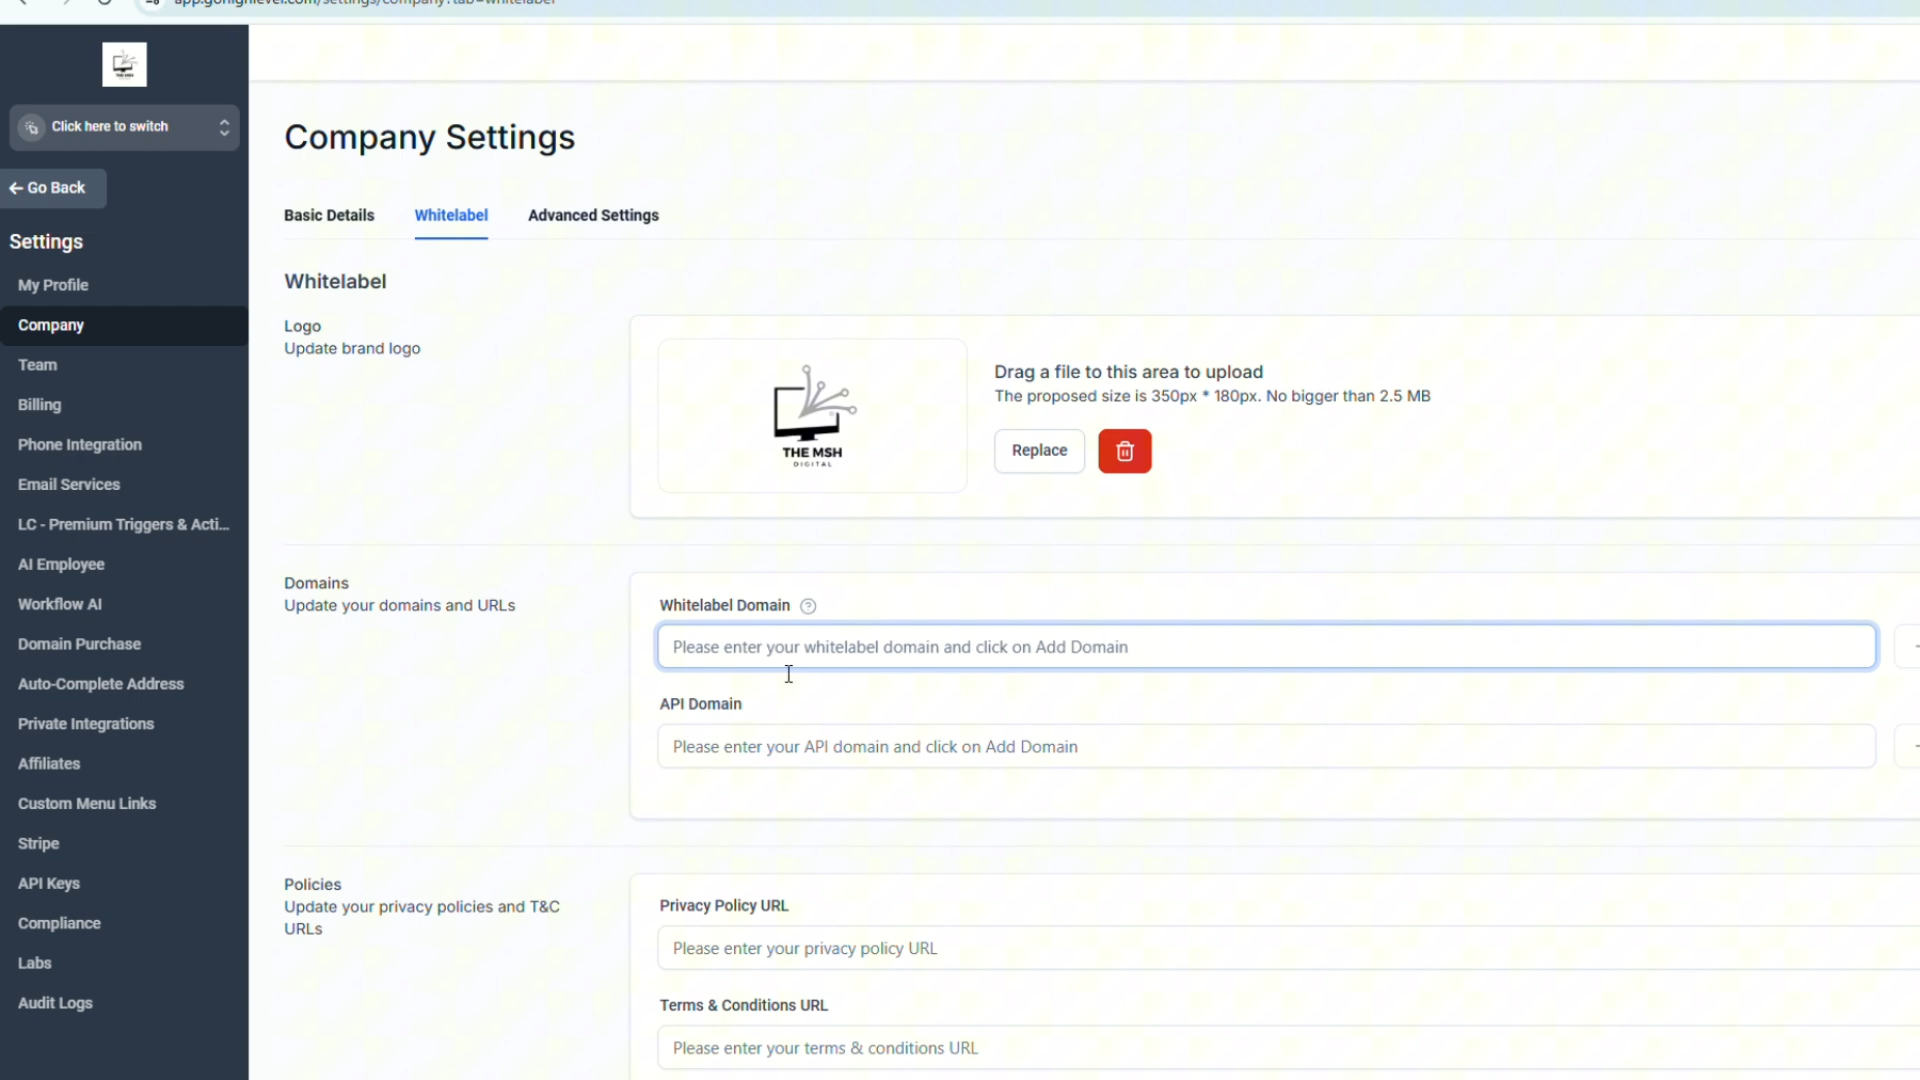 app.gohighlevel.com/settings/company?tab=whitelabel
THE MSH
Click here to switch
Go Back
Settings
My Profile
Company
Team
Billing
Phone Integration
Email Services
LC - Premium Triggers & Acti...
AI Employee
Workflow AI
Domain Purchase
Auto-Complete Address
Private Integrations
Affiliates
Custom Menu Links
Stripe
API Keys
Compliance
Labs
Audit Logs
Company Settings
Basic Details
Whitelabel
Advanced Settings
Whitelabel
Logo
Update brand logo
THE MSH
DIGITAL
Drag a file to this area to upload
The proposed size is 350px * 180px. No bigger than 2.5 MB
Replace
Domains
Update your domains and URLs
Whitelabel Domain
Please enter your whitelabel domain and click on Add Domain
API Domain
Please enter your API domain and click on Add Domain
Policies
Update your privacy policies and T&C
URLs
Privacy Policy URL
Please enter your privacy policy URL
Terms & Conditions URL
Please enter your terms & conditions URL